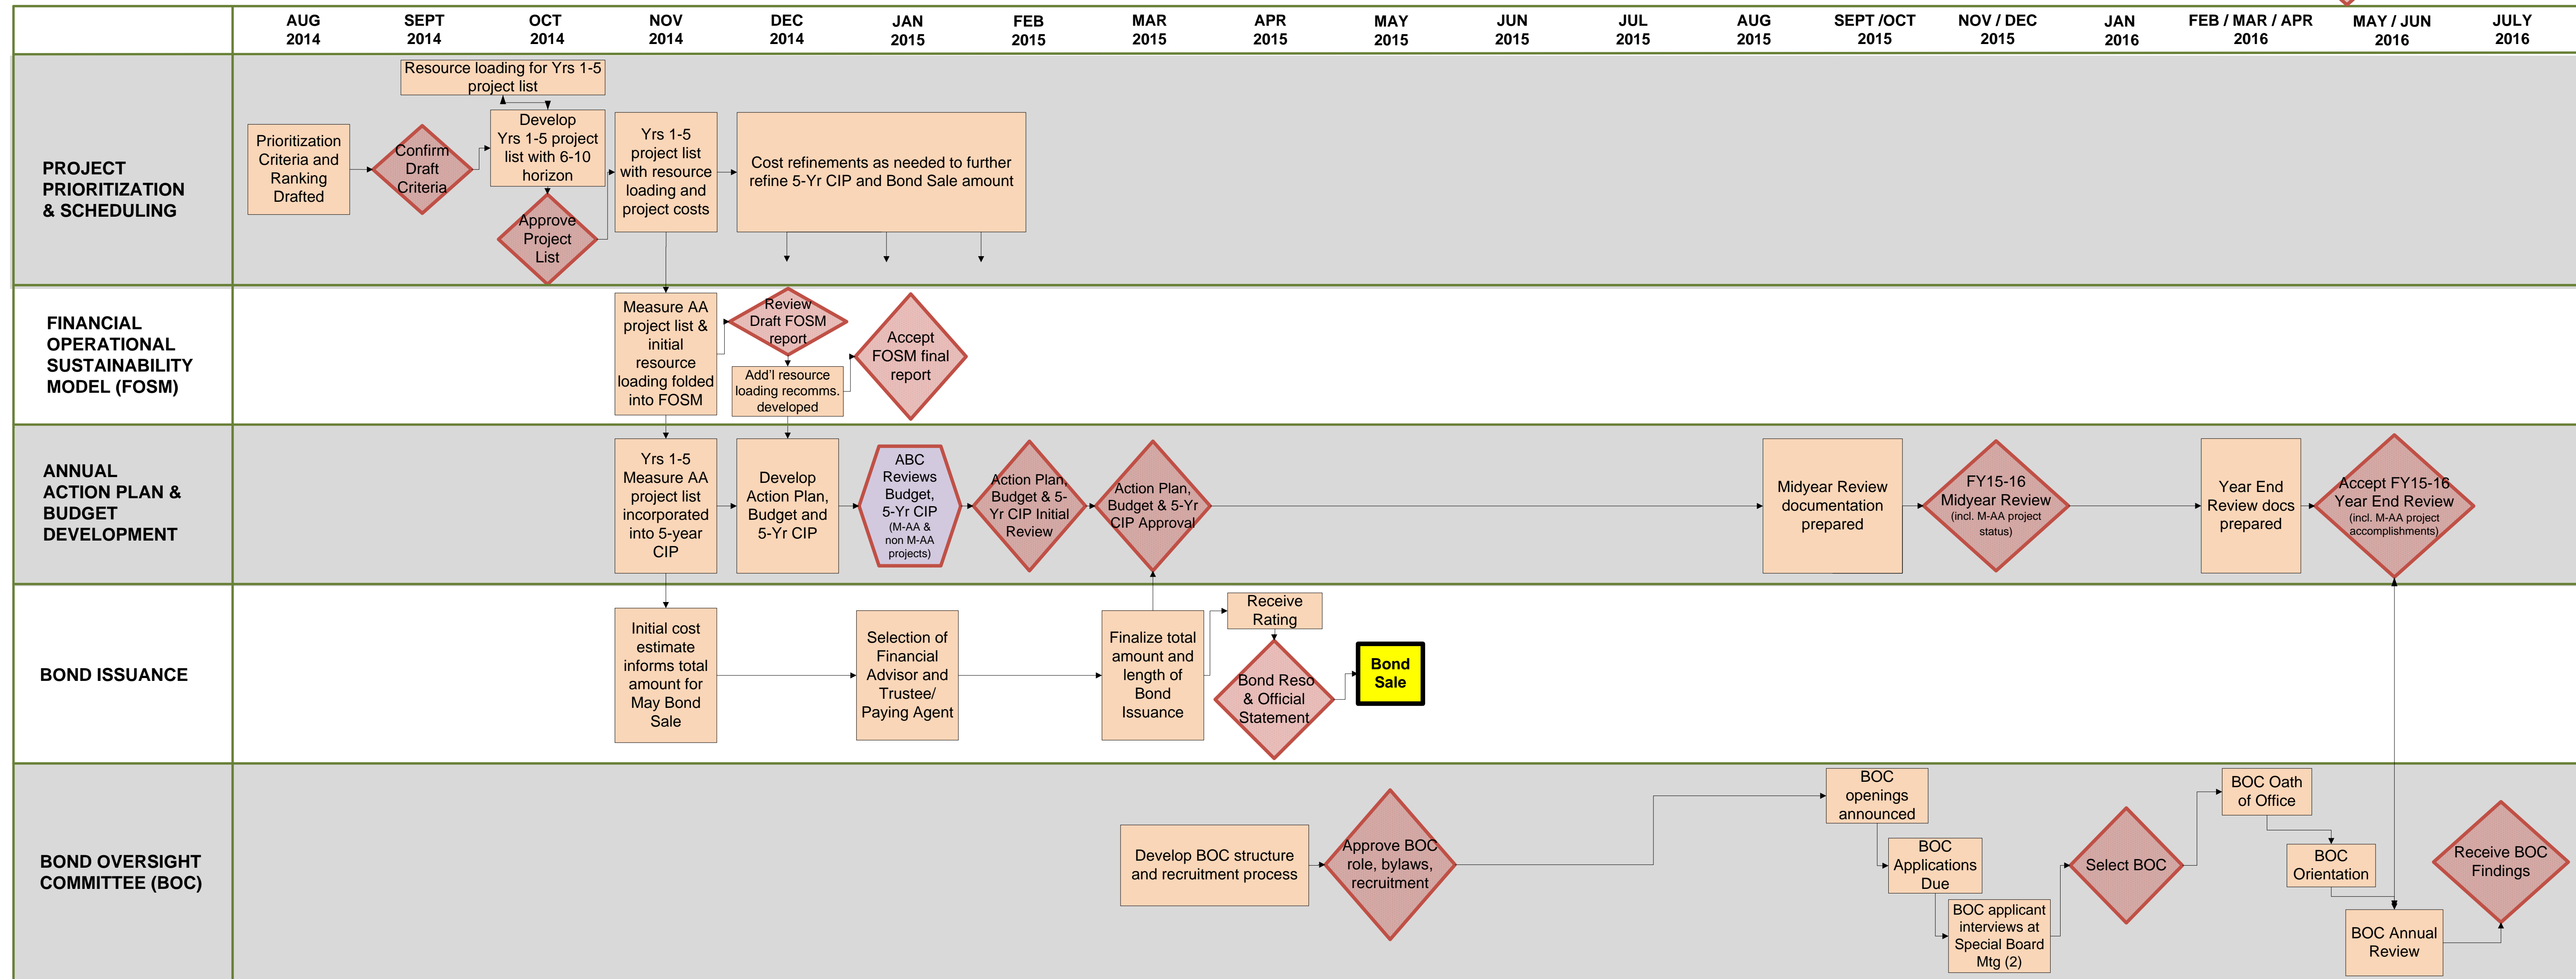 AUG
2014
SEPT
2014
OCT
2014
NOV
2014
DEC
2014
JAN
2015
FEB
2015
MAR
2015
APR
2015
MAY
2015
JUN
2015
JUL
2015
AUG
2015
SEPT /OCT
2015
NOV / DEC
2015
JAN
2016
FEB / MAR / APR
2016
MAY / JUN
2016
JULY
2016
PROJECT
PRIORITIZATION
& SCHEDULING
Prioritization
Criteria and
Ranking
Drafted
Confirm
Draft
Criteria
Resource loading for Yrs 1-5
project list
Develop
Yrs 1-5 project
list with 6-10
horizon
Approve
Project
List
Yrs 1-5
project list
with resource
loading and
project costs
Cost refinements as needed to further
refine 5-Yr CIP and Bond Sale amount
FINANCIAL
OPERATIONAL
SUSTAINABILITY
MODEL (FOSM)
Measure AA
project list &
initial
resource
loading folded
into FOSM
Review
Draft FOSM
report
Add'l resource
loading recomms.
developed
Accept
FOSM final
report
ANNUAL
ACTION PLAN &
BUDGET
DEVELOPMENT
Yrs 1-5
Measure AA
project list
incorporated
into 5-year
CIP
Develop
Action Plan,
Budget and
5-Yr CIP
ABC
Reviews
Budget,
5-Yr CIP
(M-AA &
non M-AA
projects)
Action Plan,
Budget & 5-
Yr CIP Initial
Review
Action Plan,
Budget & 5-Yr
CIP Approval
Midyear Review
documentation
prepared
FY15-16
Midyear Review
(incl. M-AA project
status)
Year End
Review docs
prepared
Accept FY15-16
Year End Review
(incl. M-AA project
accomplishments)
BOND ISSUANCE
Initial cost
estimate
informs total
amount for
May Bond
Sale
Selection of
Financial
Advisor and
Trustee/
Paying Agent
Finalize total
amount and
length of
Bond
Issuance
Receive
Rating
Bond Reso
& Official
Statement
Bond
Sale
BOND OVERSIGHT
COMMITTEE (BOC)
Develop BOC structure
and recruitment process
Approve BOC
role, bylaws,
recruitment
BOC
openings
announced
BOC
Applications
Due
BOC applicant
interviews at
Special Board
Mtg (2)
Select BOC
BOC Oath
of Office
BOC
Orientation
BOC Annual
Review
Receive BOC
Findings